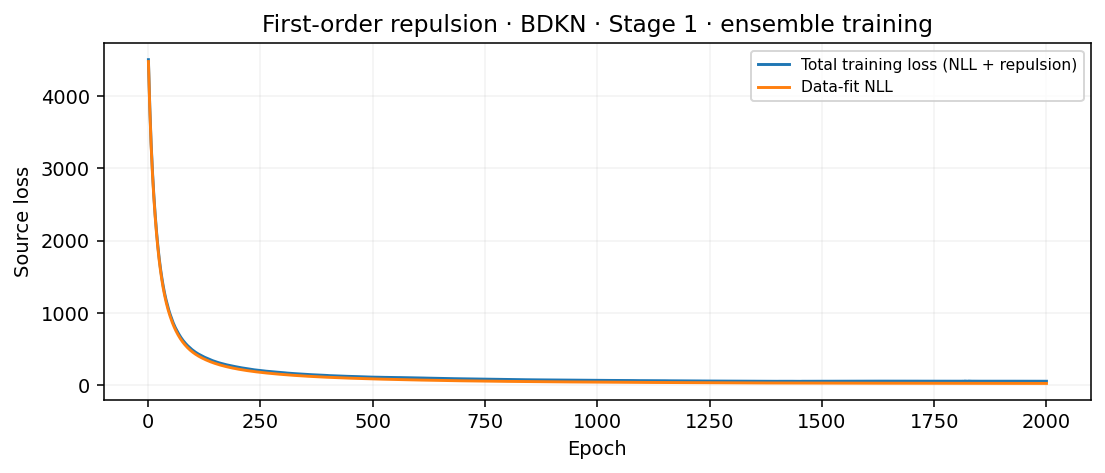 First-order repulsion · BDKN · Stage 1 · ensemble training
Total training loss (NLL + repulsion)
Data-fit NLL
Source loss
4000
3000
2000
1000
0
0 250 500 750 1000 1250 1500 1750 2000
Epoch